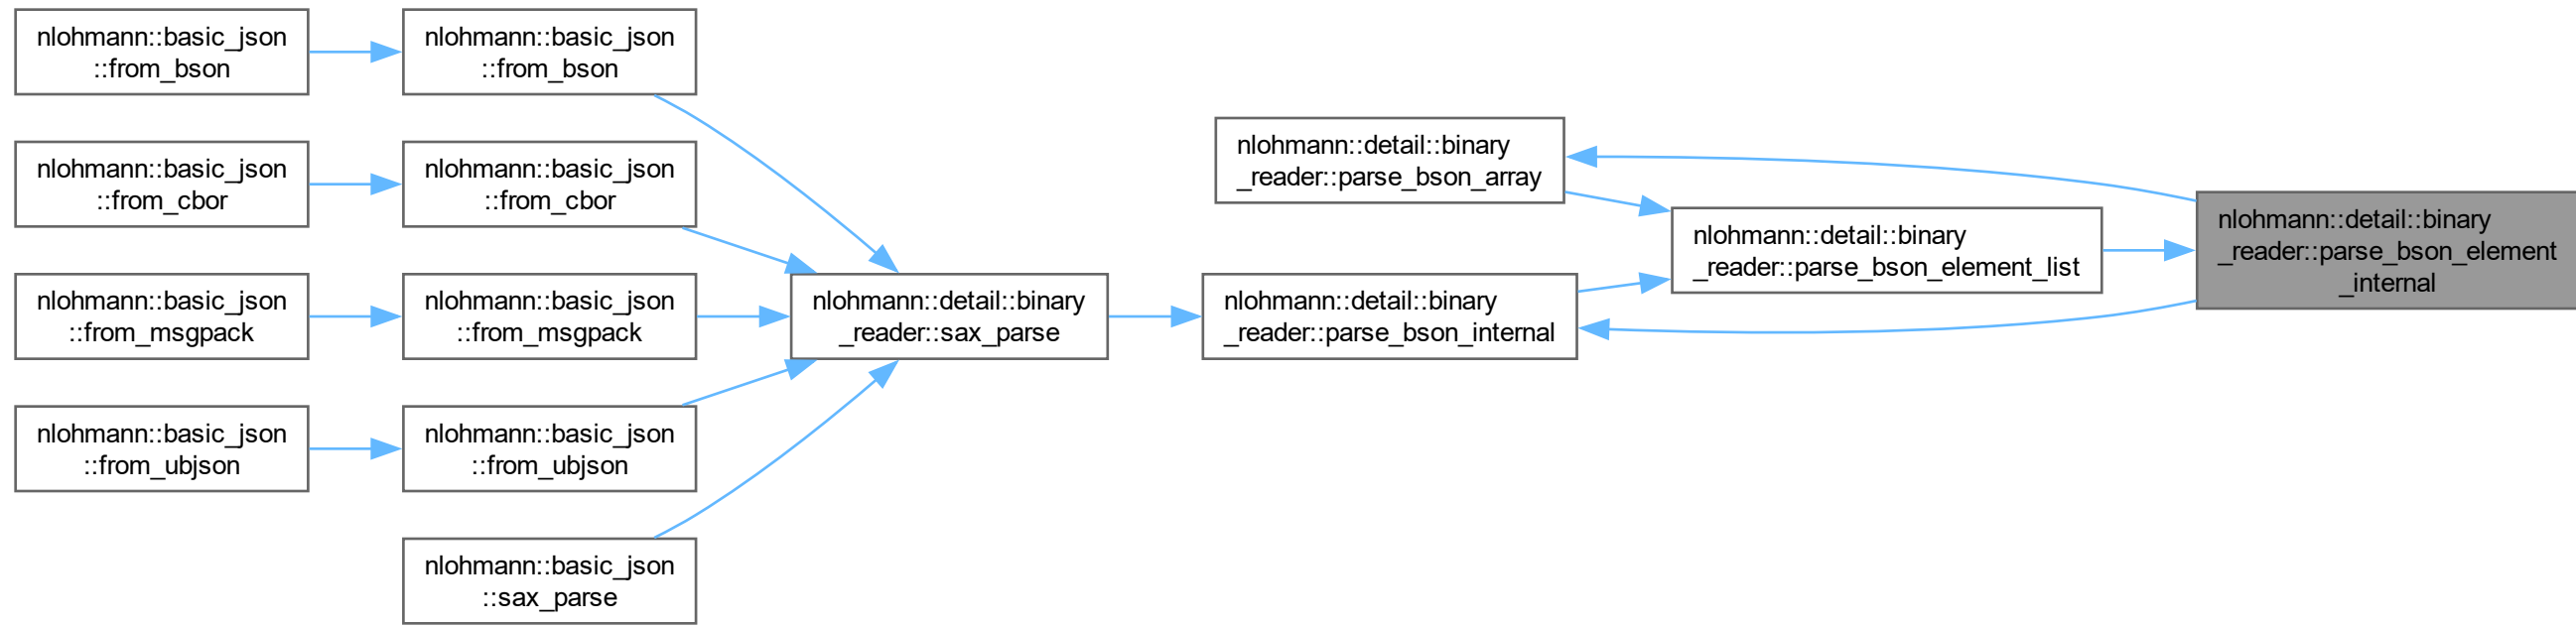 nlohmann::basic_json
::from_bson
nlohmann::basic_json
::from_bson
nlohmann::basic_json
::from_cbor
nlohmann::basic_json
::from_cbor
nlohmann::basic_json
::from_msgpack
nlohmann::basic_json
::from_msgpack
nlohmann::basic_json
::from_ubjson
nlohmann::basic_json
::from_ubjson
nlohmann::basic_json
::sax_parse
nlohmann::detail::binary
_reader::sax_parse
nlohmann::detail::binary
_reader::parse_bson_array
nlohmann::detail::binary
_reader::parse_bson_internal
nlohmann::detail::binary
_reader::parse_bson_element_list
nlohmann::detail::binary
_reader::parse_bson_element
_internal